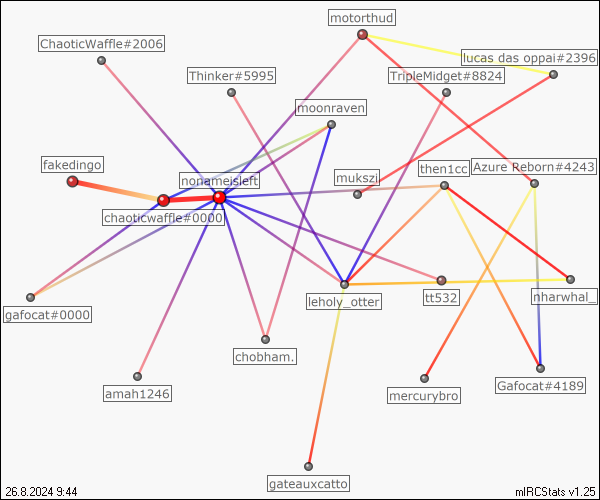 motorthud
ChaoticWaffle#2006
lucas das oppai#2396
Thinker#5995
TripleMidget#8824
moonraven
fakedingo
nonameisleft
mukszi
then1cc
Azure Reborn#4243
chaoticwaffle#0000
gafocat#0000
leholy_otter
tt532
nharwhal_
chobham.
amah1246
mercurybro
Gafocat#4189
gateauxcatto
26.8.2024 9:44
mIRCStats v1.25